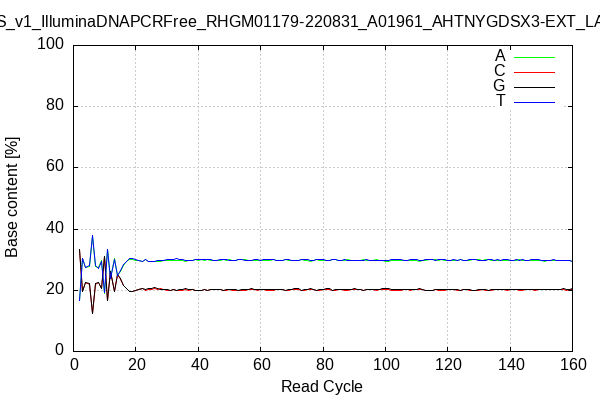 S_v1_IlluminaDNAPCRFree_RHGM01179-220831_A01961_AHTNYGDSX3-EXT_LA
100
80
60
40
20
0
Base content [%]
A
C
G
T
0 20 40 60 80 100 120 140 160
Read Cycle